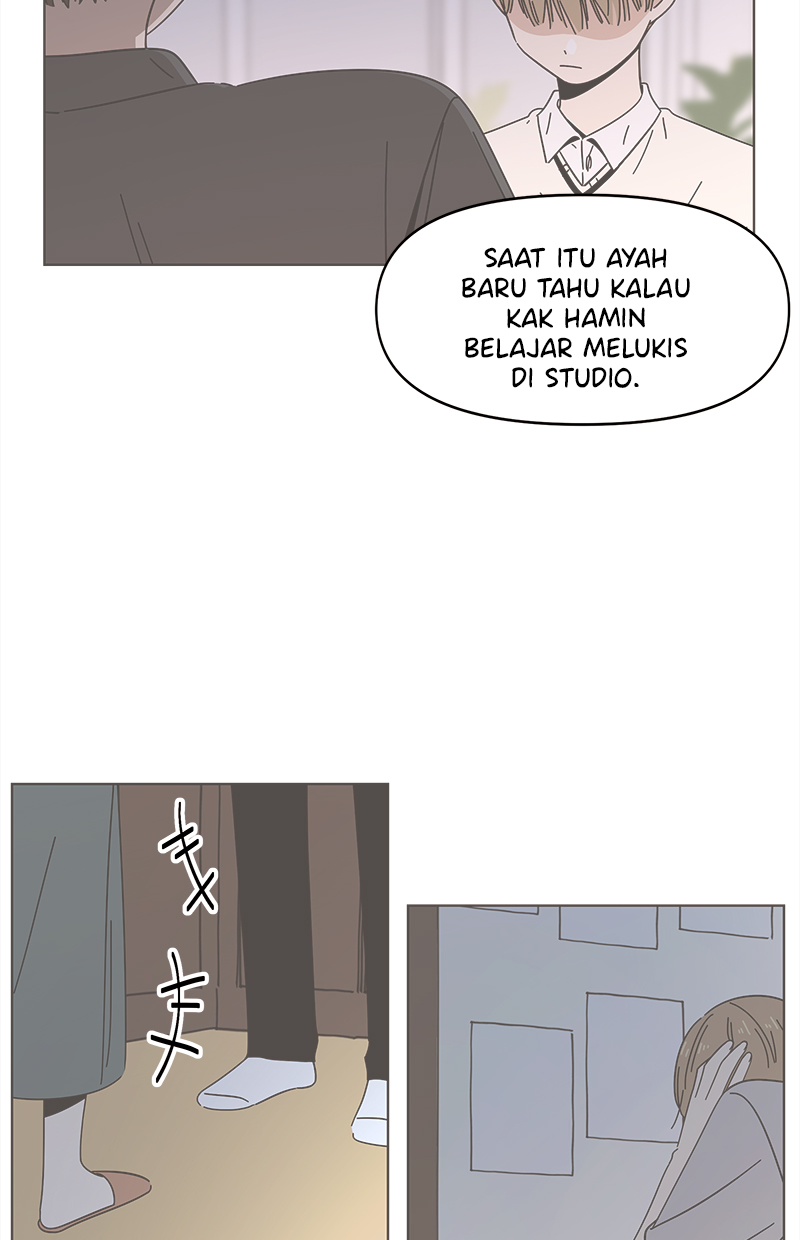 SAAT ITU AYAH
BARU TAHU KALAU
KAK HAMIN
BELAJAR MELUKIS
DI STUDIO.